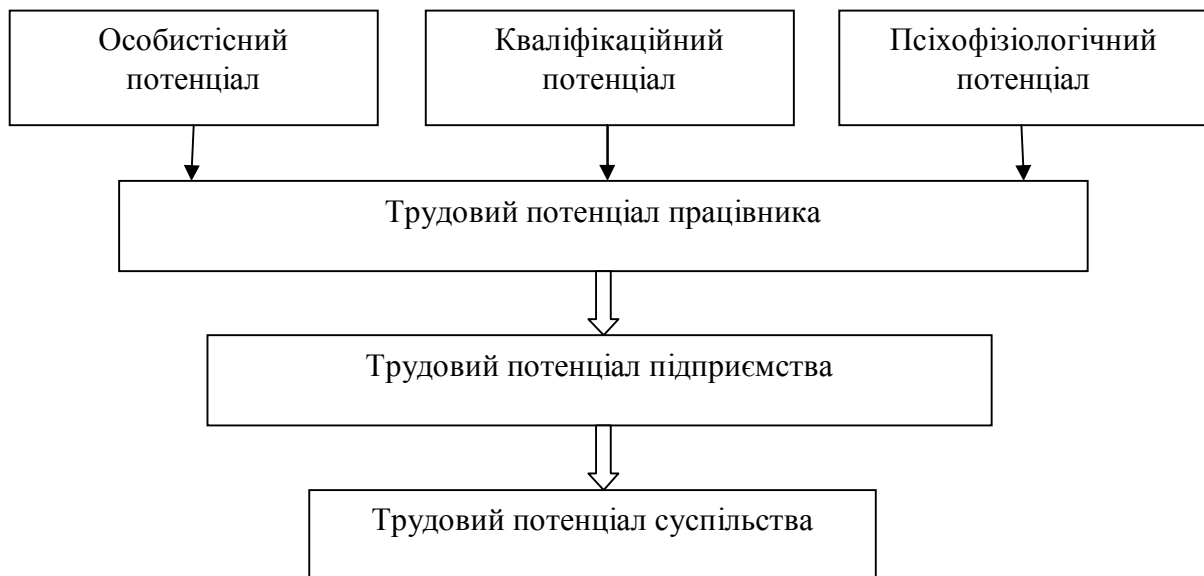 Особистісний
потенціал
Кваліфікаційний
потенціал
Псіхофізіологічний
потенціал
Трудовий потенціал працівника
Трудовий потенціал підприємства
Трудовий потенціал суспільства